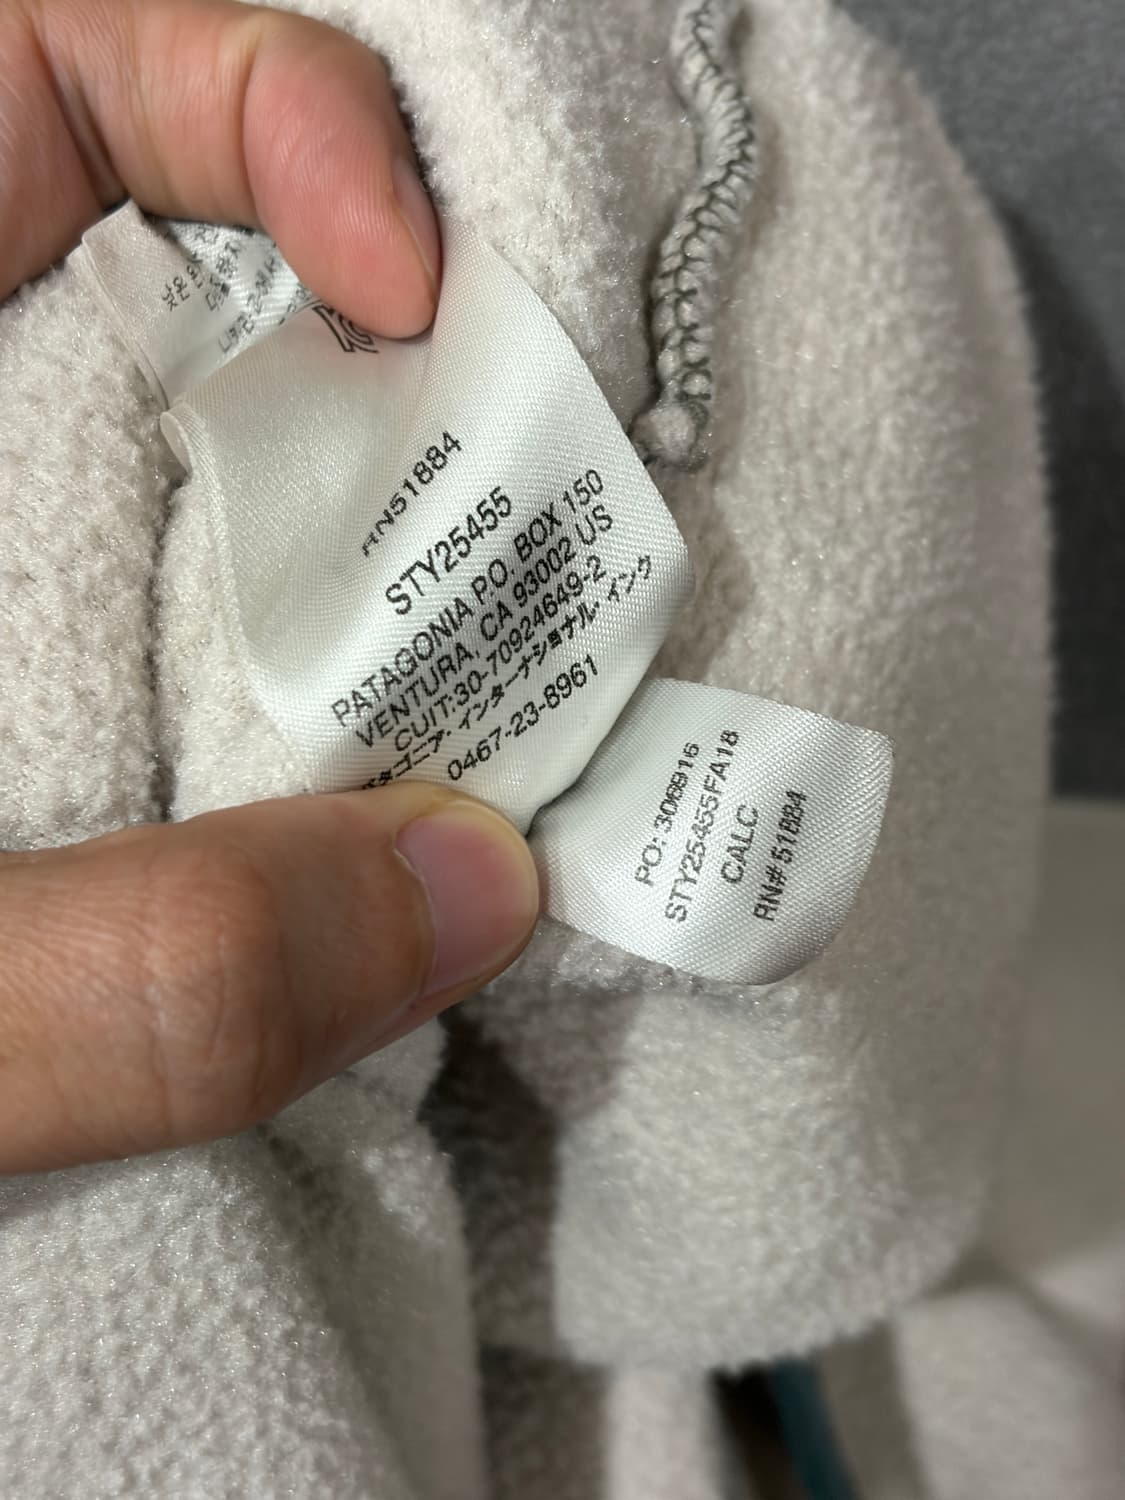 RN51884
STY25455
PATAGONIA P.O. BOX 150
VENTURA, CA 93002 US
CUIT:30-70924649-2
パタゴニア・インターナショナル・インク
0467-23-8961
PO: 306916
STY25455FA18
CALC
RN# 51884